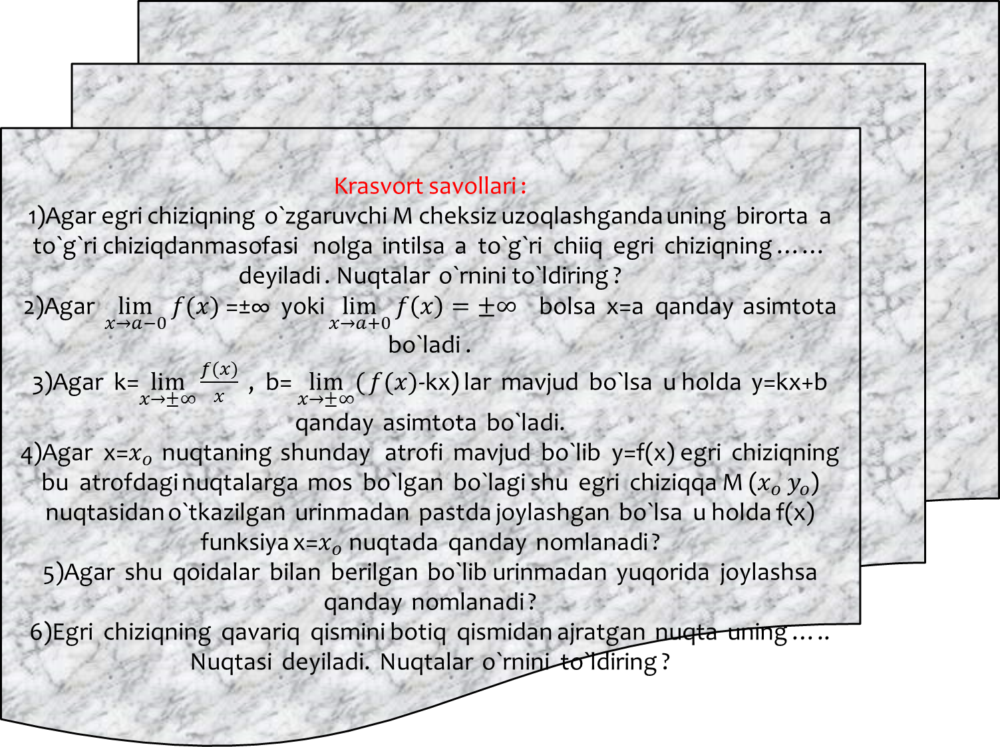 Krasvort savollari :
1)Agar egri chiziqning o`zgaruvchi M cheksiz uzoqlashganda uning birorta a
to`g`ri chiziqdanmasofasi nolga intilsa a to`g`ri chiiq egri chiziqning ......
deyiladi . Nuqtalar o`rnini to`ldiring ?
2)Agar lim x→a−0 f(x) =±∞ yoki lim x→a+0 f(x) = ±∞ bolsa x=a qanday asimtota
bo`ladi .
3)Agar k= lim x→±∞ f(x)/x , b= lim x→±∞ (f(x)-kx) lar mavjud bo`lsa u holda y=kx+b
qanday asimtota bo`ladi.
4)Agar x=xₒ nuqtaning shunday atrofi mavjud bo`lib y=f(x) egri chiziqning
bu atrofdagi nuqtalarga mos bo`lgan bo`lagi shu egri chiziqqa M (xₒ yₒ)
nuqtasidan o`tkazilgan urinmadan pastda joylashgan bo`lsa u holda f(x)
funksiya x=xₒ nuqtada qanday nomlanadi ?
5)Agar shu qoidalar bilan berilgan bo`lib urinmadan yuqorida joylashsa
qanday nomlanadi ?
6)Egri chiziqning qavariq qismini botiq qismidan ajratgan nuqta uning ... ..
Nuqtasi deyiladi. Nuqtalar o`rnini to`ldiring ?